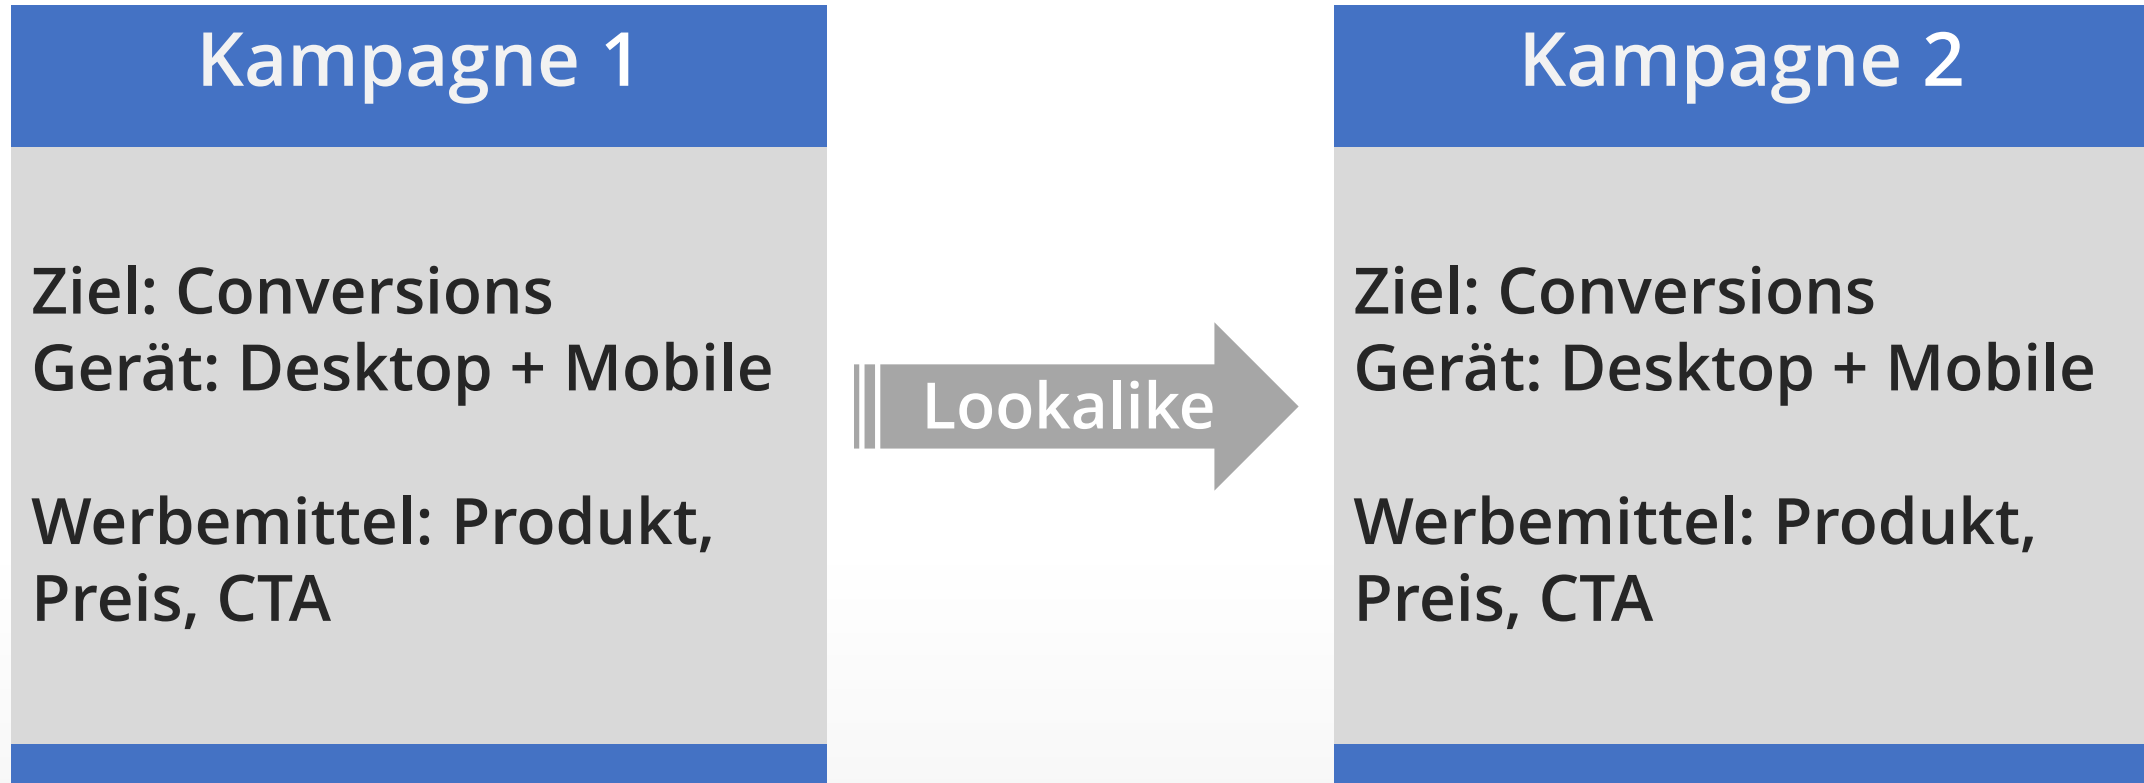 Kampagne 1
Ziel: Conversions
Gerät: Desktop + Mobile
Werbemittel: Produkt,
Preis, CTA
Lookalike
Kampagne 2
Ziel: Conversions
Gerät: Desktop + Mobile
Werbemittel: Produkt,
Preis, CTA